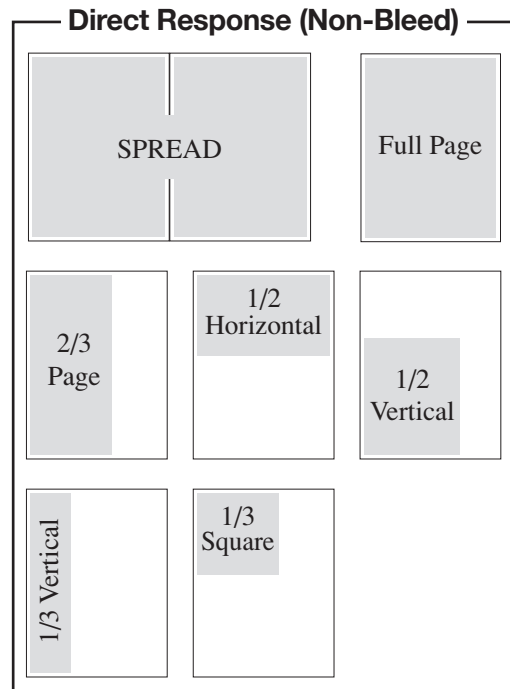 Direct Response (Non-Bleed)
SPREAD
Full Page
2/3
Page
1/2
Horizontal
1/2
Vertical
1/3 Vertical
1/3
Square